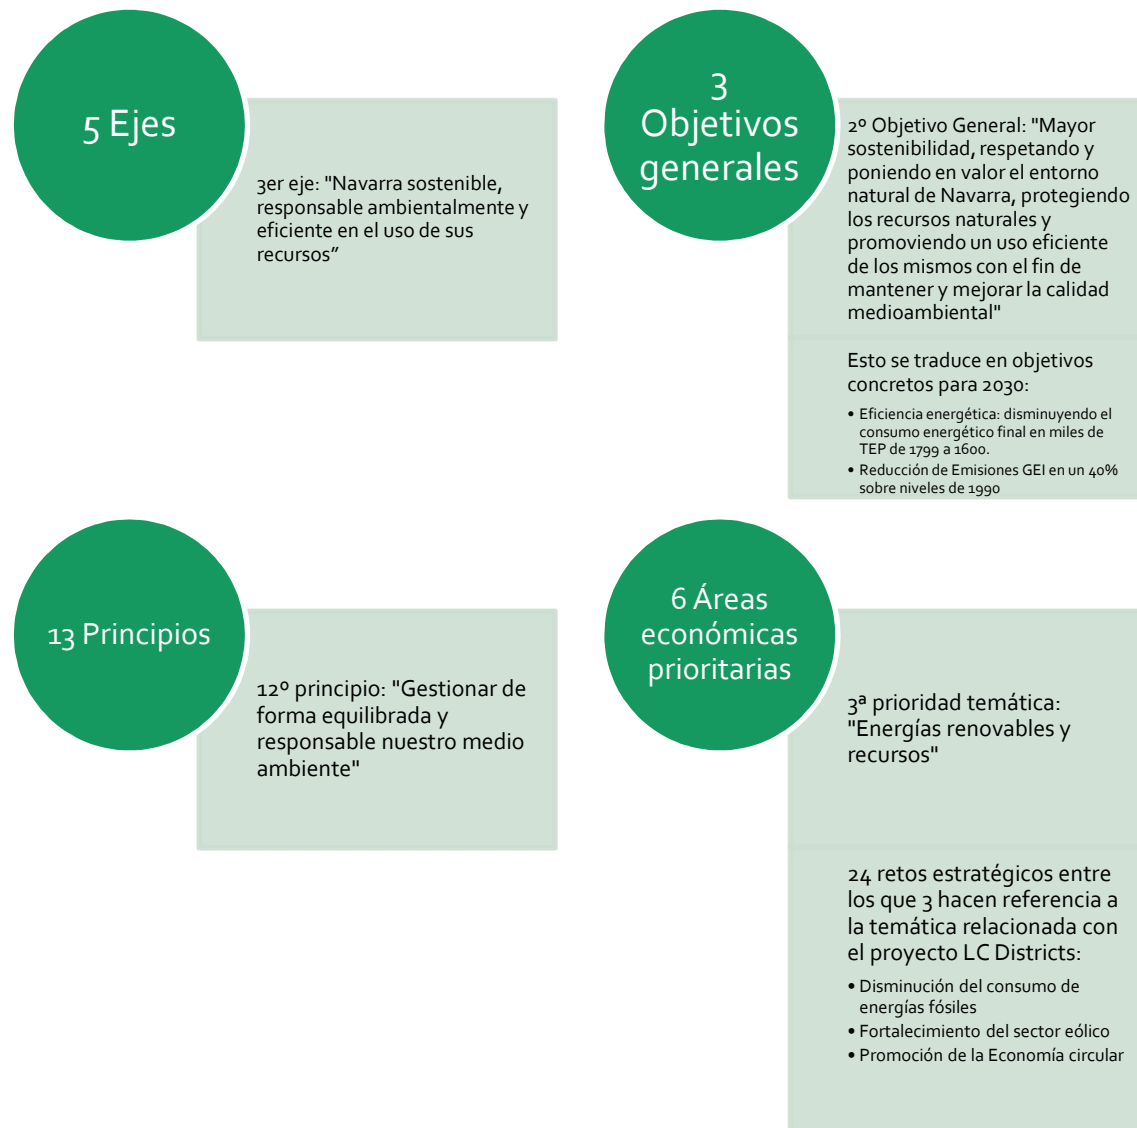 5 Ejes
3er eje: "Navarra sostenible,
responsable ambientalmente y
eficiente en el uso de sus
recursos”
3
Objetivos
generales
2º Objetivo General: "Mayor
sostenibilidad, respetando y
poniendo en valor el entorno
natural de Navarra, protegiendo
los recursos naturales y
promoviendo un uso eficiente
de los mismos con el fin de
mantener y mejorar la calidad
medioambiental"
Esto se traduce en objetivos
concretos para 2030:
• Eficiencia energética: disminuyendo el
consumo energético final en miles de
TEP de 1799 a 1600.
• Reducción de Emisiones GEI en un 40%
sobre niveles de 1990
13 Principios
12º principio: "Gestionar de
forma equilibrada y
responsable nuestro medio
ambiente"
6 Áreas
económicas
prioritarias
3ª prioridad temática:
"Energías renovables y
recursos"
24 retos estratégicos entre
los que 3 hacen referencia a
la temática relacionada con
el proyecto LC Districts:
• Disminución del consumo de
energías fósiles
• Fortalecimiento del sector eólico
• Promoción de la Economía circular